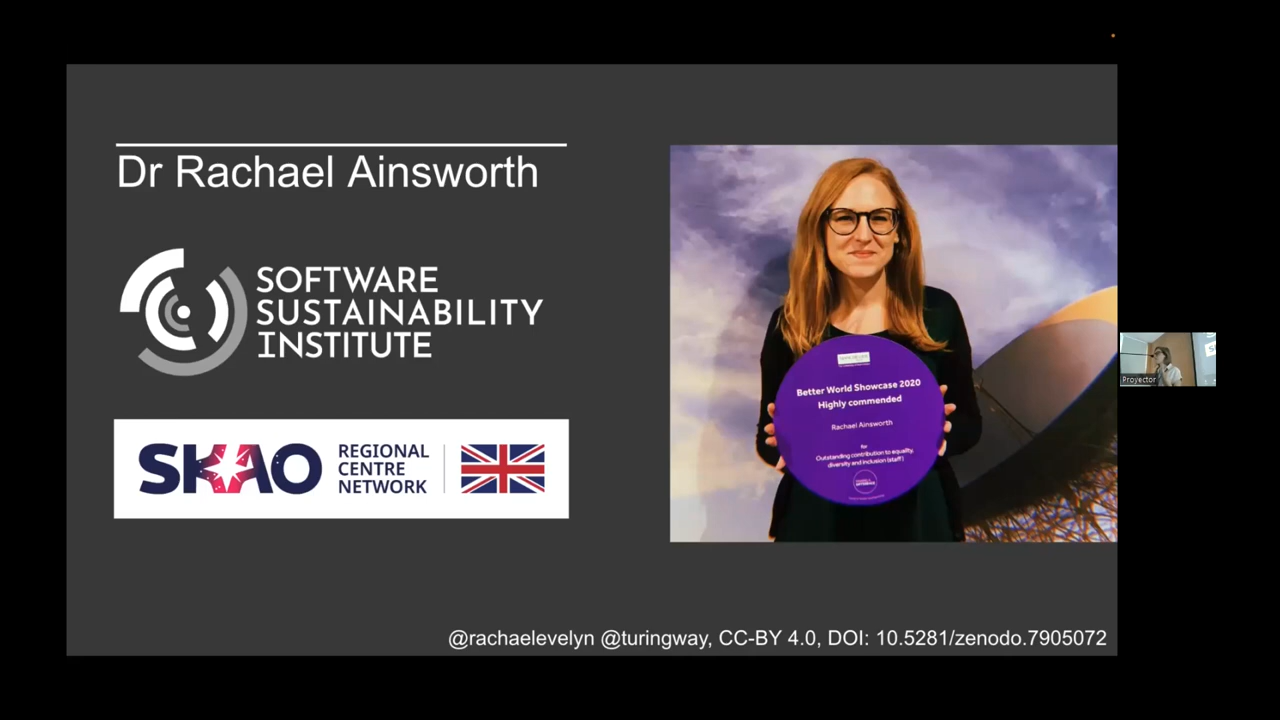 Dr Rachael Ainsworth
SOFTWARE
SUSTAINABILITY
INSTITUTE
SKAO
REGIONAL
CENTRE
NETWORK
Better World Showcase 2020
Highly commended
Rachael Ainsworth
for
Outstanding contribution to equality,
diversity and inclusion (staff)
@rachaelevelyn @turingway, CC-BY 4.0, DOI: 10.5281/zenodo.7905072
Proyector